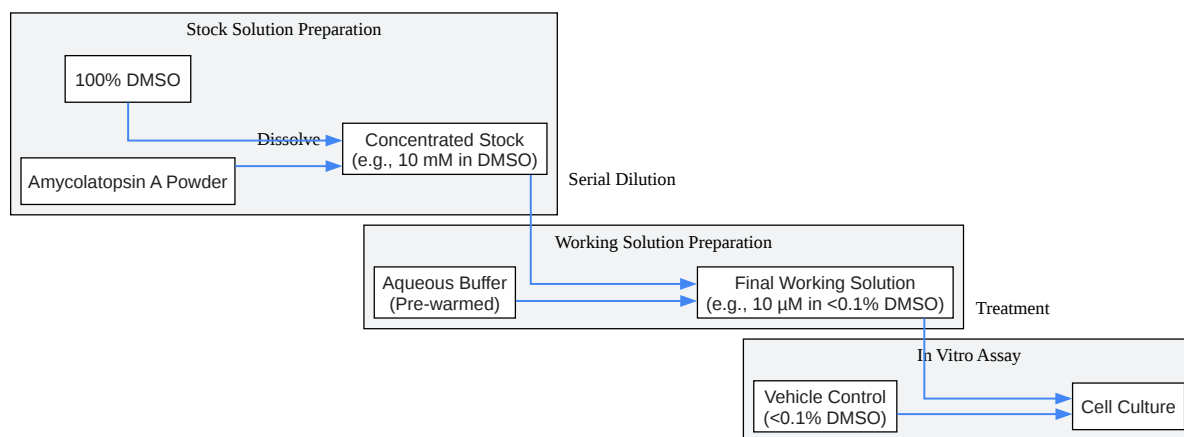 Stock Solution Preparation
100% DMSO
Dissolve
Concentrated Stock
(e.g., 10 mM in DMSO)
Amycolatopsin A Powder
Serial Dilution
Working Solution Preparation
Aqueous Buffer
(Pre-warmed)
Final Working Solution
(e.g., 10 µM in <0.1% DMSO)
Treatment
In Vitro Assay
Vehicle Control
(<0.1% DMSO)
Cell Culture